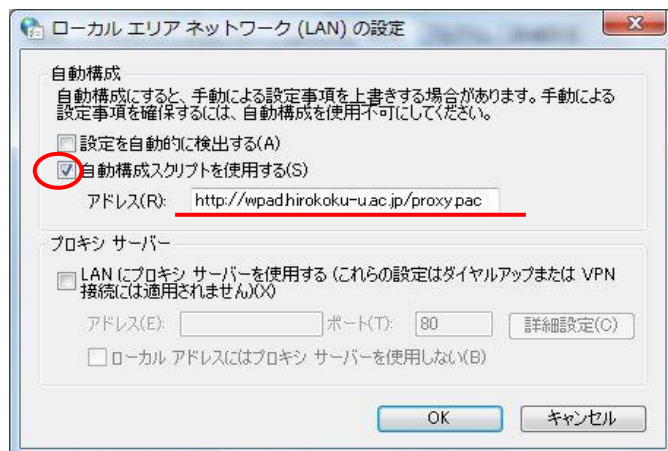 ローカル エリア ネットワーク (LAN) の設定
自動構成
自動構成にすると、手動による設定事項を上書きする場合があります。手動による
設定事項を確保するには、自動構成を使用不可にしてください。
設定を自動的に検出する(A)
自動構成スクリプトを使用する(S)
アドレス(R): http://wpad.hirokoku-u.ac.jp/proxy.pac
プロキシ サーバー
LAN にプロキシ サーバーを使用する (これらの設定はダイヤルアップまたは VPN
接続には適用されません)(X)
アドレス(E): ポート(T): 80 詳細設定(C)
ローカル アドレスにはプロキシ サーバーを使用しない(B)
OK キャンセル